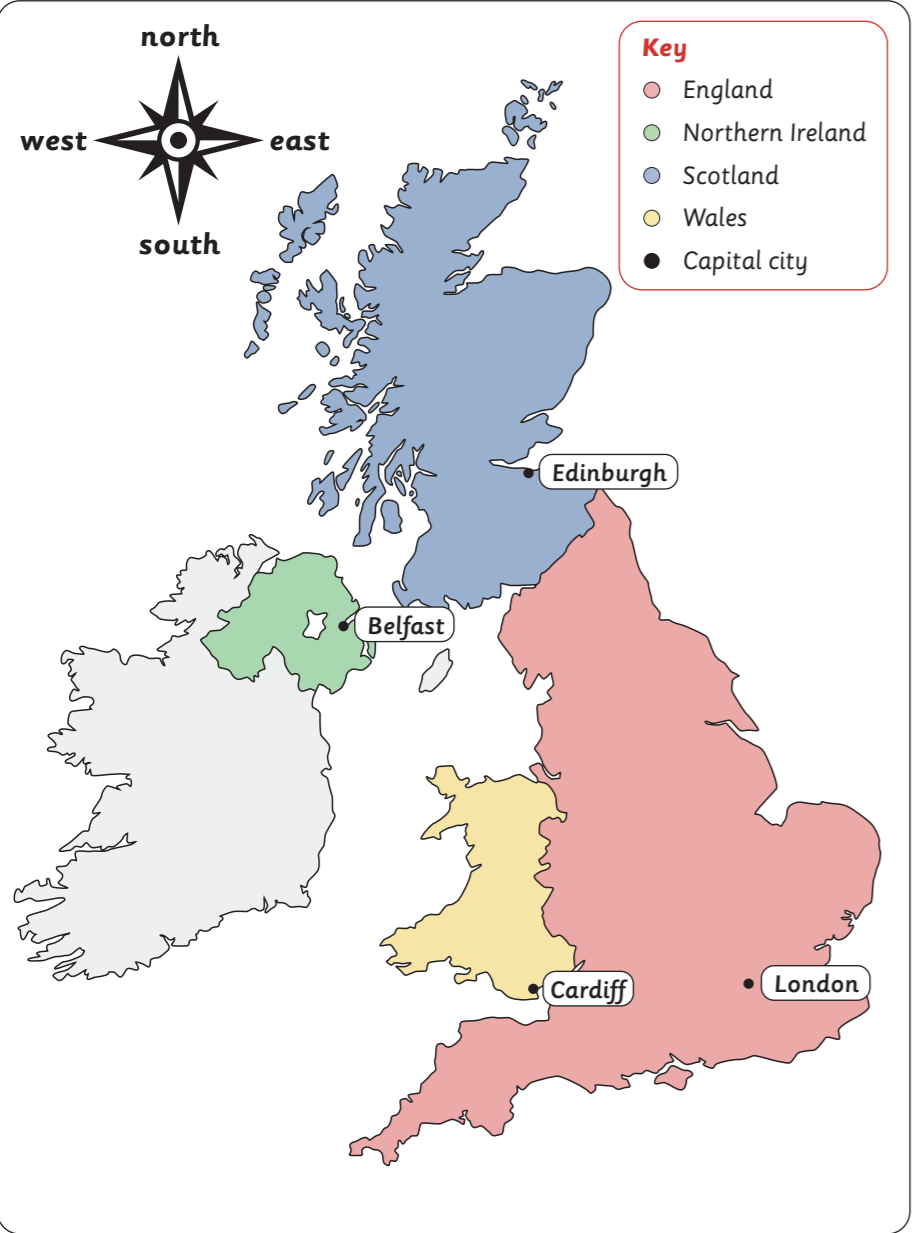 north
west
east
south
Key
England
Northern Ireland
Scotland
Wales
Capital city
Edinburgh
Belfast
Cardiff
London